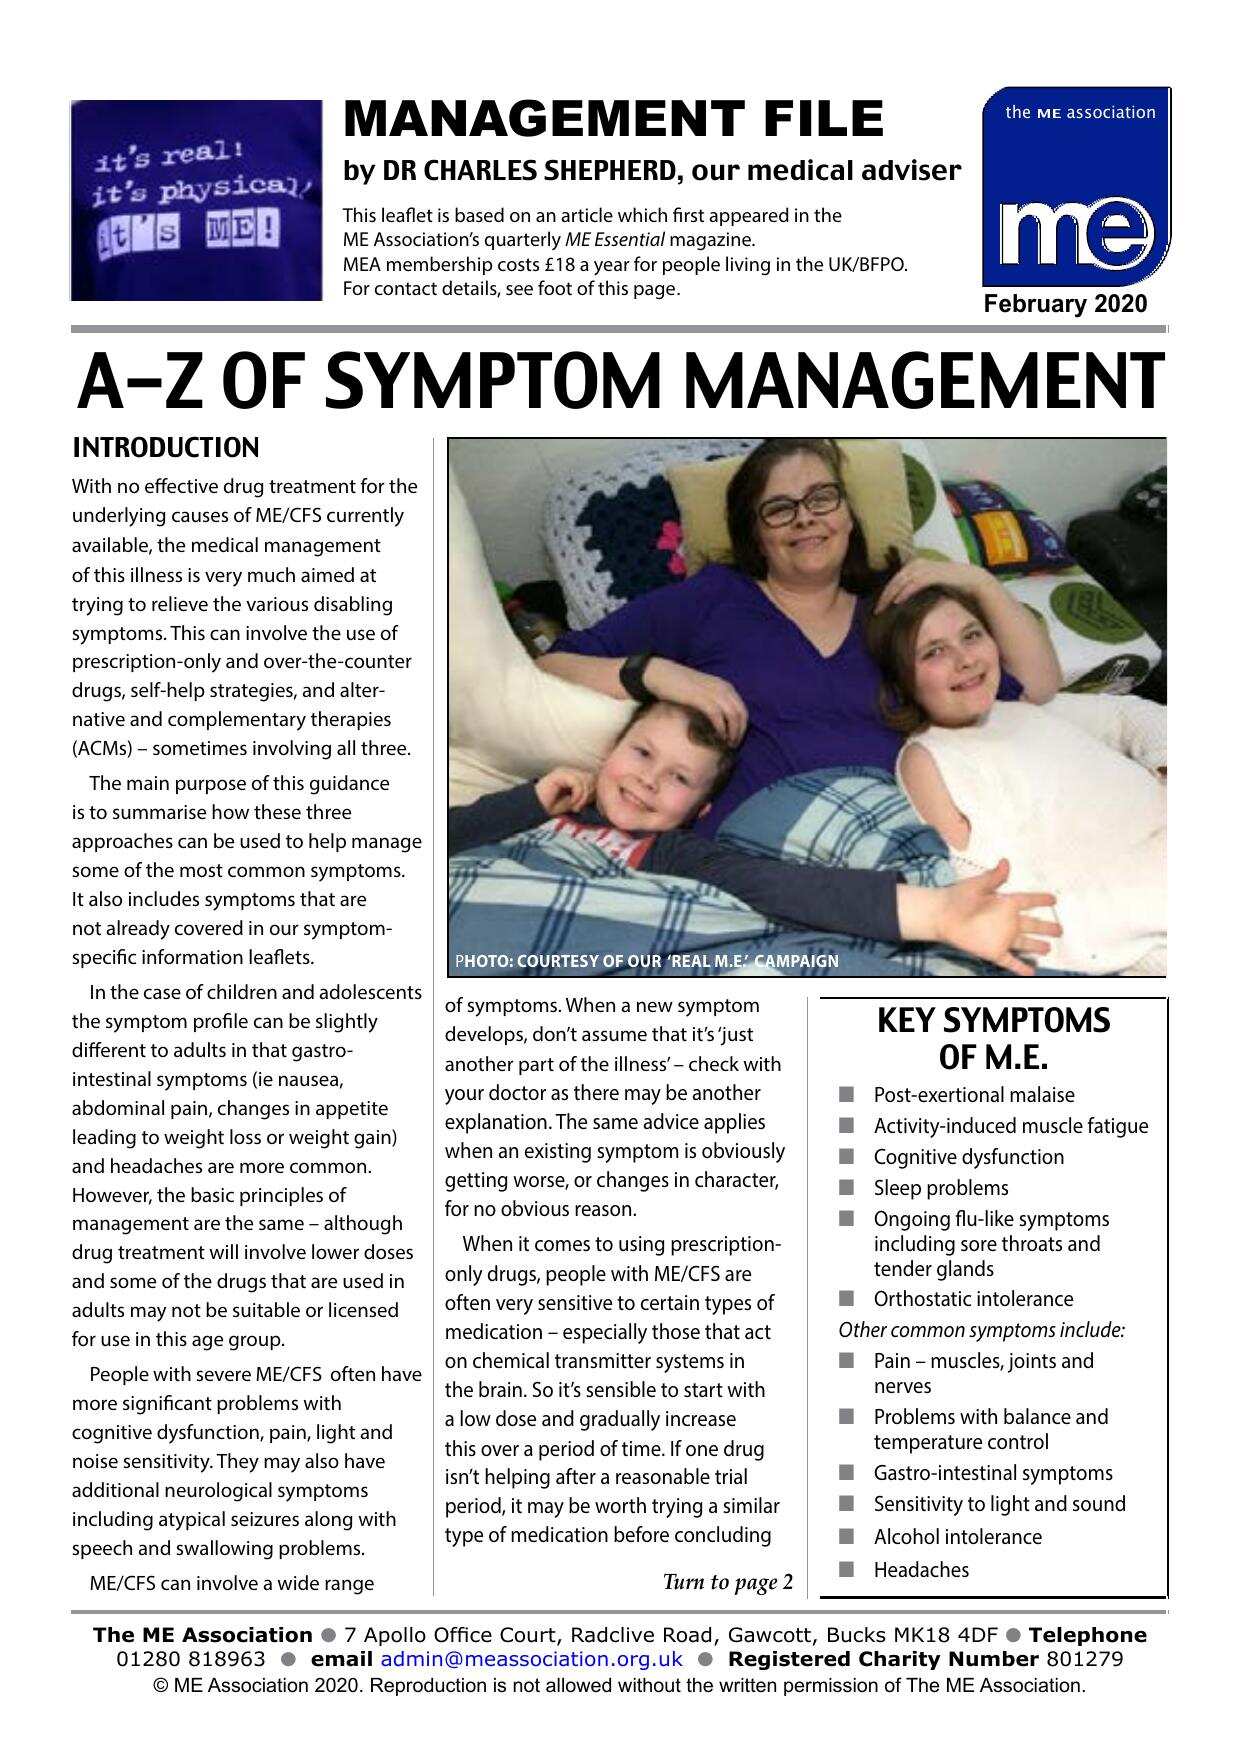 it's real!
it's physical,
it's ME!
MANAGEMENT FILE
by DR CHARLES SHEPHERD, our medical adviser
This leaflet is based on an article which first appeared in the
ME Association's quarterly ME Essential magazine.
MEA membership costs £18 a year for people living in the UK/BFPO.
For contact details, see foot of this page.
the ME association
me
February 2020
A–Z OF SYMPTOM MANAGEMENT
INTRODUCTION
With no effective drug treatment for the
underlying causes of ME/CFS currently
available, the medical management
of this illness is very much aimed at
trying to relieve the various disabling
symptoms. This can involve the use of
prescription-only and over-the-counter
drugs, self-help strategies, and alter-
native and complementary therapies
(ACMs) – sometimes involving all three.
The main purpose of this guidance
is to summarise how these three
approaches can be used to help manage
some of the most common symptoms.
It also includes symptoms that are
not already covered in our symptom-
specific information leaflets.
In the case of children and adolescents
the symptom profile can be slightly
different to adults in that gastro-
intestinal symptoms (ie nausea,
abdominal pain, changes in appetite
leading to weight loss or weight gain)
and headaches are more common.
However, the basic principles of
management are the same – although
drug treatment will involve lower doses
and some of the drugs that are used in
adults may not be suitable or licensed
for use in this age group.
People with severe ME/CFS often have
more significant problems with
cognitive dysfunction, pain, light and
noise sensitivity. They may also have
additional neurological symptoms
including atypical seizures along with
speech and swallowing problems.
ME/CFS can involve a wide range
PHOTO: COURTESY OF OUR 'REAL M.E.' CAMPAIGN
of symptoms. When a new symptom
develops, don't assume that it's 'just
another part of the illness' – check with
your doctor as there may be another
explanation. The same advice applies
when an existing symptom is obviously
getting worse, or changes in character,
for no obvious reason.
When it comes to using prescription-
only drugs, people with ME/CFS are
often very sensitive to certain types of
medication – especially those that act
on chemical transmitter systems in
the brain. So it's sensible to start with
a low dose and gradually increase
this over a period of time. If one drug
isn't helping after a reasonable trial
period, it may be worth trying a similar
type of medication before concluding
Turn to page 2
KEY SYMPTOMS
OF M.E.
■ Post-exertional malaise
■ Activity-induced muscle fatigue
■ Cognitive dysfunction
■ Sleep problems
■ Ongoing flu-like symptoms
including sore throats and
tender glands
■ Orthostatic intolerance
Other common symptoms include:
■ Pain – muscles, joints and
nerves
■ Problems with balance and
temperature control
■ Gastro-intestinal symptoms
■ Sensitivity to light and sound
■ Alcohol intolerance
■ Headaches
The ME Association ● 7 Apollo Office Court, Radclive Road, Gawcott, Bucks MK18 4DF ● Telephone
01280 818963 ● email admin@meassociation.org.uk ● Registered Charity Number 801279
© ME Association 2020. Reproduction is not allowed without the written permission of The ME Association.